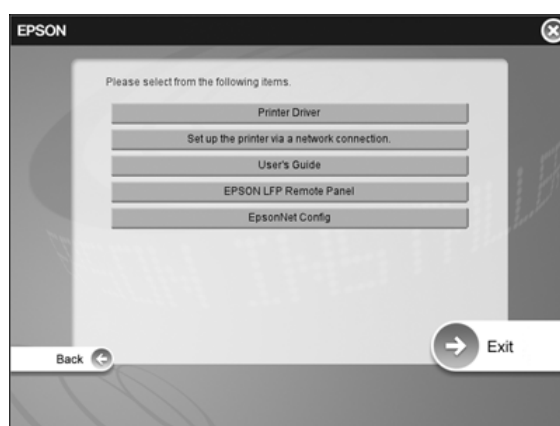 EPSON
Please select from the following items.
Printer Driver
Set up the printer via a network connection.
User's Guide
EPSON LFP Remote Panel
EpsonNet Config
Back
Exit